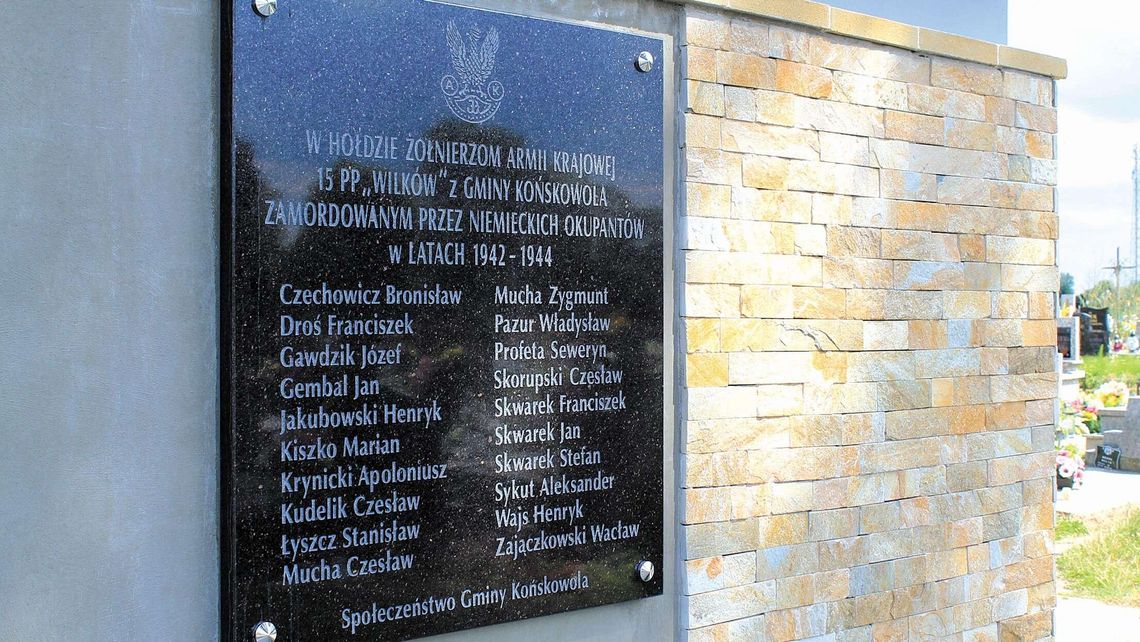 A K
W HOŁDZIE ŻOŁNIERZOM ARMII KRAJOWEJ
15 PP „WILKÓW" Z GMINY KOŃSKOWOLA
ZAMORDOWANYM PRZEZ NIEMIECKICH OKUPANTÓW
W LATACH 1942 - 1944
Czechowicz Bronisław
Droś Franciszek
Gawdzik Józef
Gembal Jan
Jakubowski Henryk
Kiszko Marian
Krynicki Apoloniusz
Kudelik Czesław
Łyszcz Stanisław
Mucha Czesław
Mucha Zygmunt
Pazur Władysław
Profeta Seweryn
Skorupski Czesław
Skwarek Franciszek
Skwarek Jan
Skwarek Stefan
Sykut Aleksander
Wajs Henryk
Zajączkowski Wacław
Społeczeństwo Gminy Końskowola